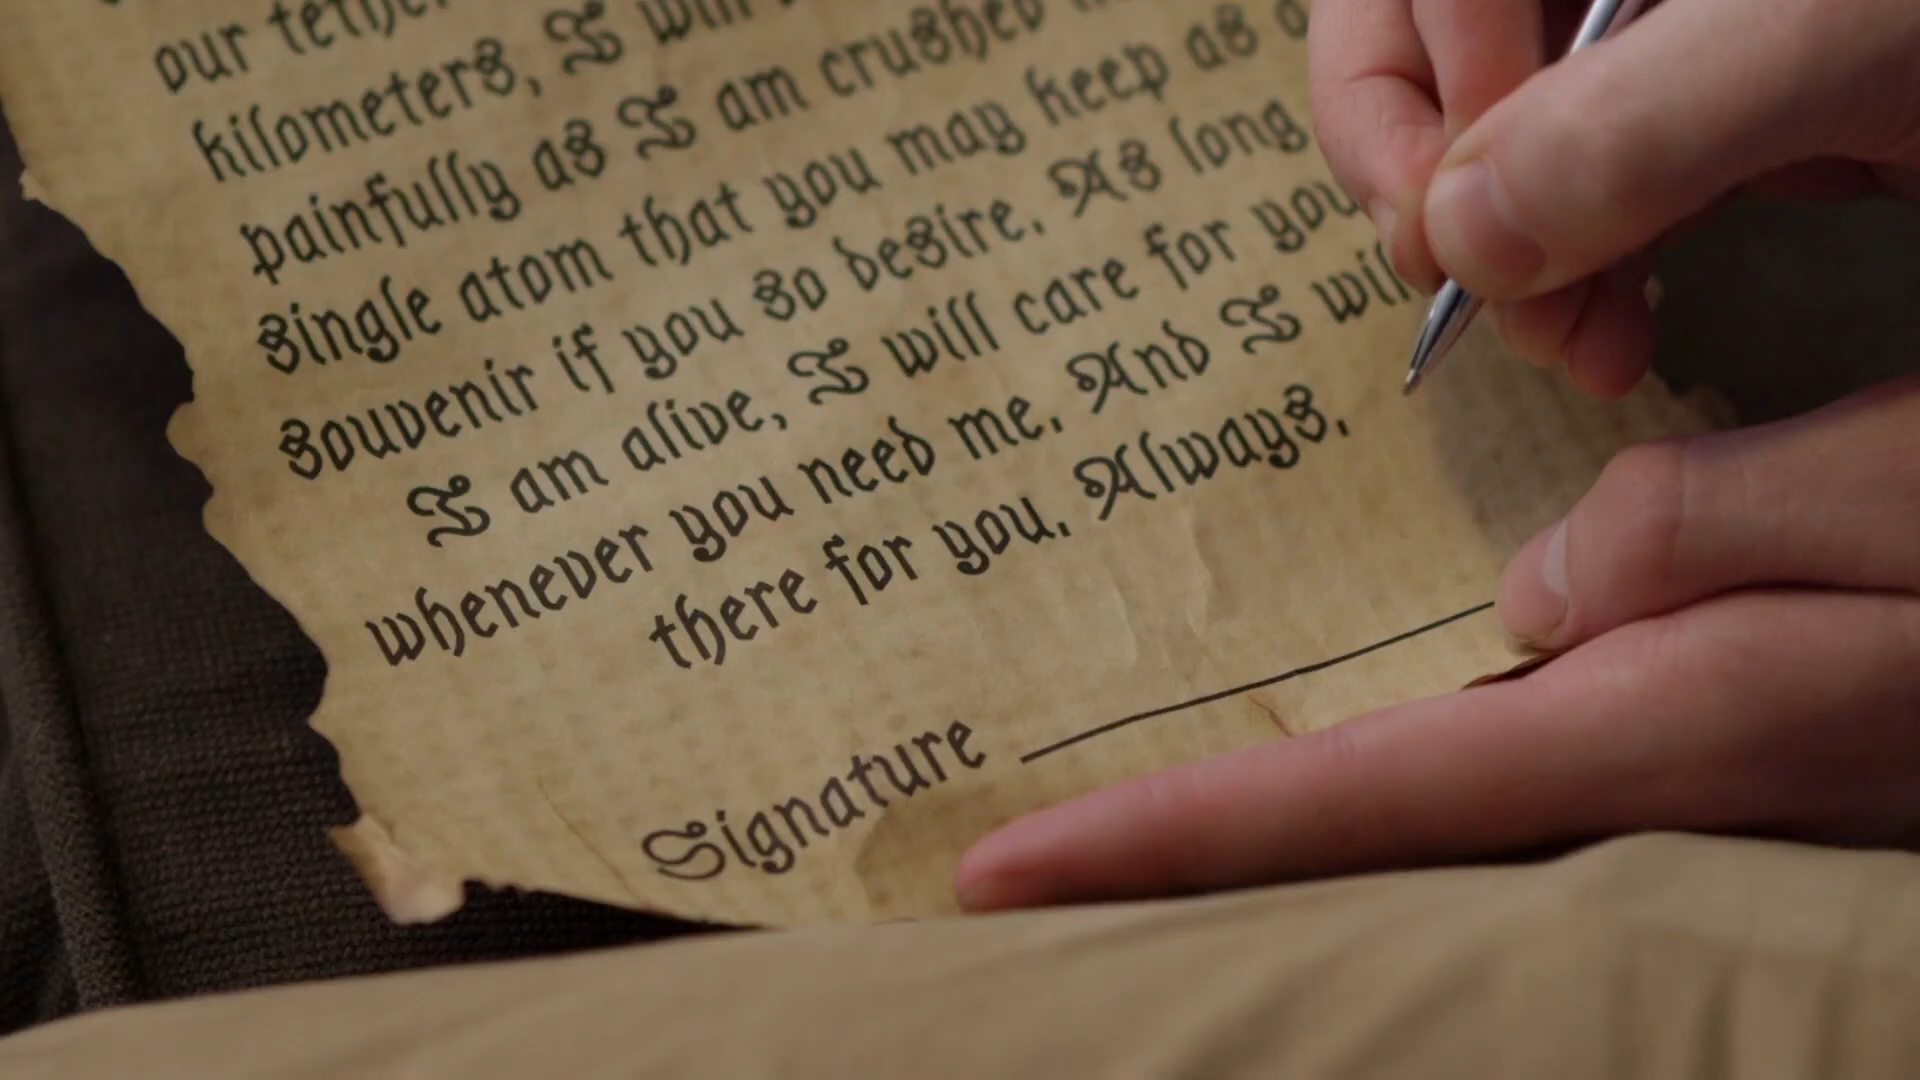 our tether
kilometers, I will
painfully as I am crushed
single atom that you may keep as a
souvenir if you so desire. As long
I am alive, I will care for you
whenever you need me. And I will
there for you. Always.
Signature